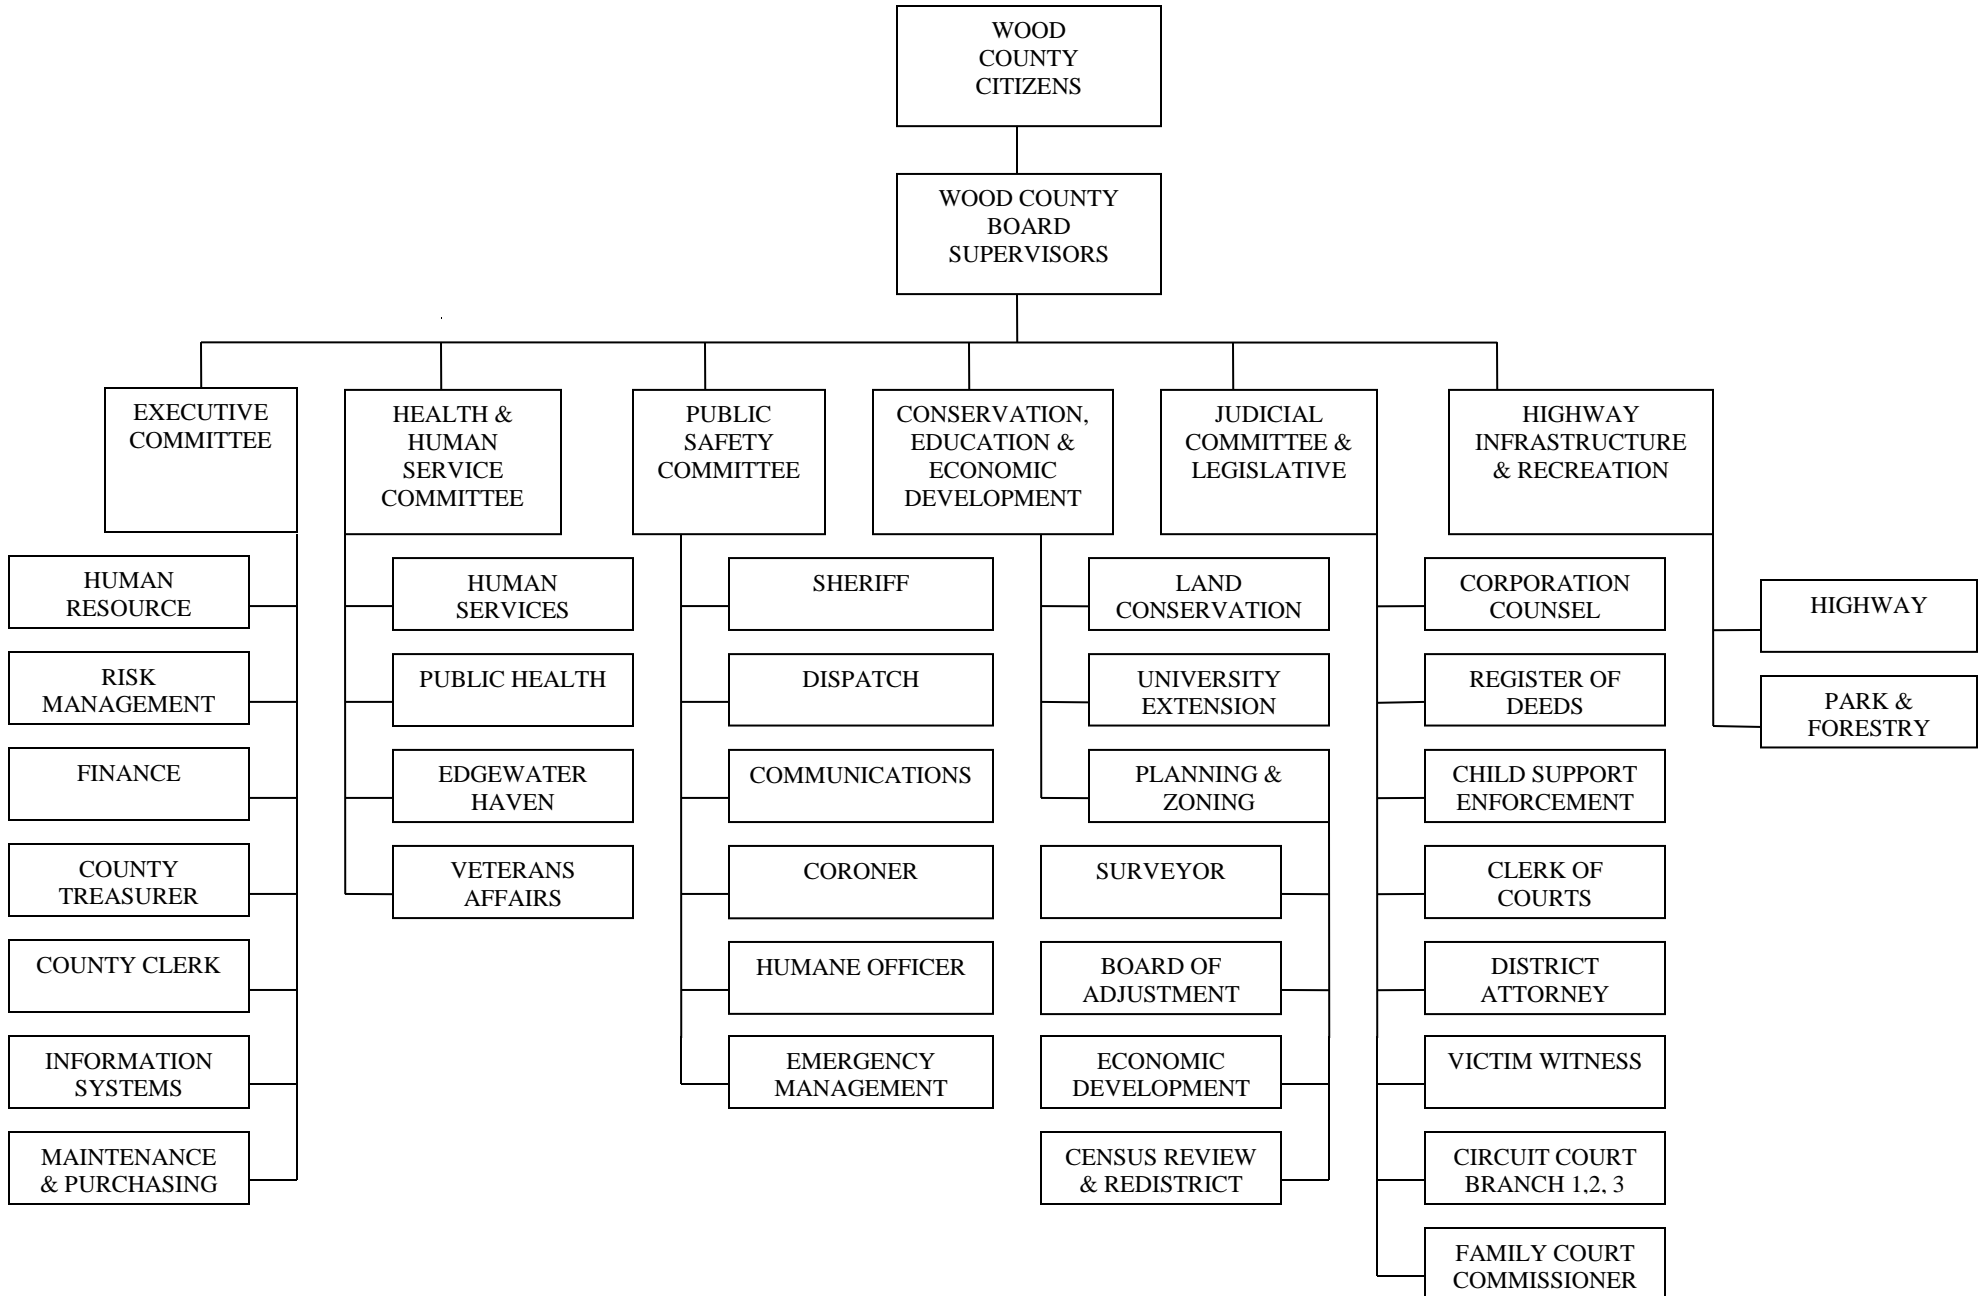 WOOD
COUNTY
CITIZENS
WOOD COUNTY
BOARD
SUPERVISORS
EXECUTIVE
COMMITTEE
HEALTH &
HUMAN
SERVICE
COMMITTEE
PUBLIC
SAFETY
COMMITTEE
CONSERVATION,
EDUCATION &
ECONOMIC
DEVELOPMENT
JUDICIAL
COMMITTEE &
LEGISLATIVE
HIGHWAY
INFRASTRUCTURE
& RECREATION
HUMAN
RESOURCE
RISK
MANAGEMENT
FINANCE
COUNTY
TREASURER
COUNTY CLERK
INFORMATION
SYSTEMS
MAINTENANCE
& PURCHASING
HUMAN
SERVICES
PUBLIC HEALTH
EDGEWATER
HAVEN
VETERANS
AFFAIRS
SHERIFF
DISPATCH
COMMUNICATIONS
CORONER
HUMANE OFFICER
EMERGENCY
MANAGEMENT
LAND
CONSERVATION
UNIVERSITY
EXTENSION
PLANNING &
ZONING
SURVEYOR
BOARD OF
ADJUSTMENT
ECONOMIC
DEVELOPMENT
CENSUS REVIEW
& REDISTRICT
CORPORATION
COUNSEL
REGISTER OF
DEEDS
CHILD SUPPORT
ENFORCEMENT
CLERK OF
COURTS
DISTRICT
ATTORNEY
VICTIM WITNESS
CIRCUIT COURT
BRANCH 1,2, 3
FAMILY COURT
COMMISSIONER
HIGHWAY
PARK &
FORESTRY